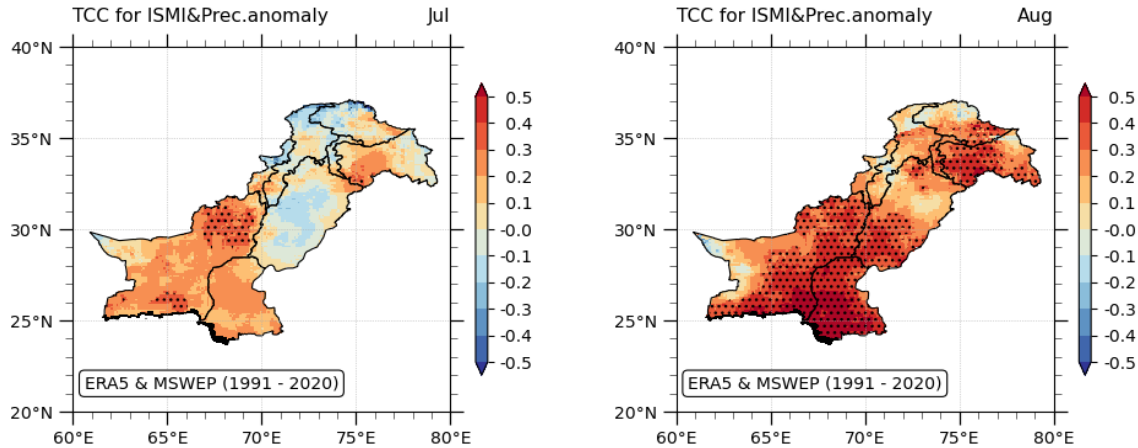 TCC for ISMI&Prec.anomaly Jul
40°N
35°N
30°N
25°N
20°N
60°E 65°E 70°E 75°E 80°E
0.5
0.4
0.3
0.2
0.1
-0.0
-0.1
-0.2
-0.3
-0.4
-0.5
ERA5 & MSWEP (1991 - 2020)
TCC for ISMI&Prec.anomaly Aug
40°N
35°N
30°N
25°N
20°N
60°E 65°E 70°E 75°E 80°E
0.5
0.4
0.3
0.2
0.1
-0.0
-0.1
-0.2
-0.3
-0.4
-0.5
ERA5 & MSWEP (1991 - 2020)